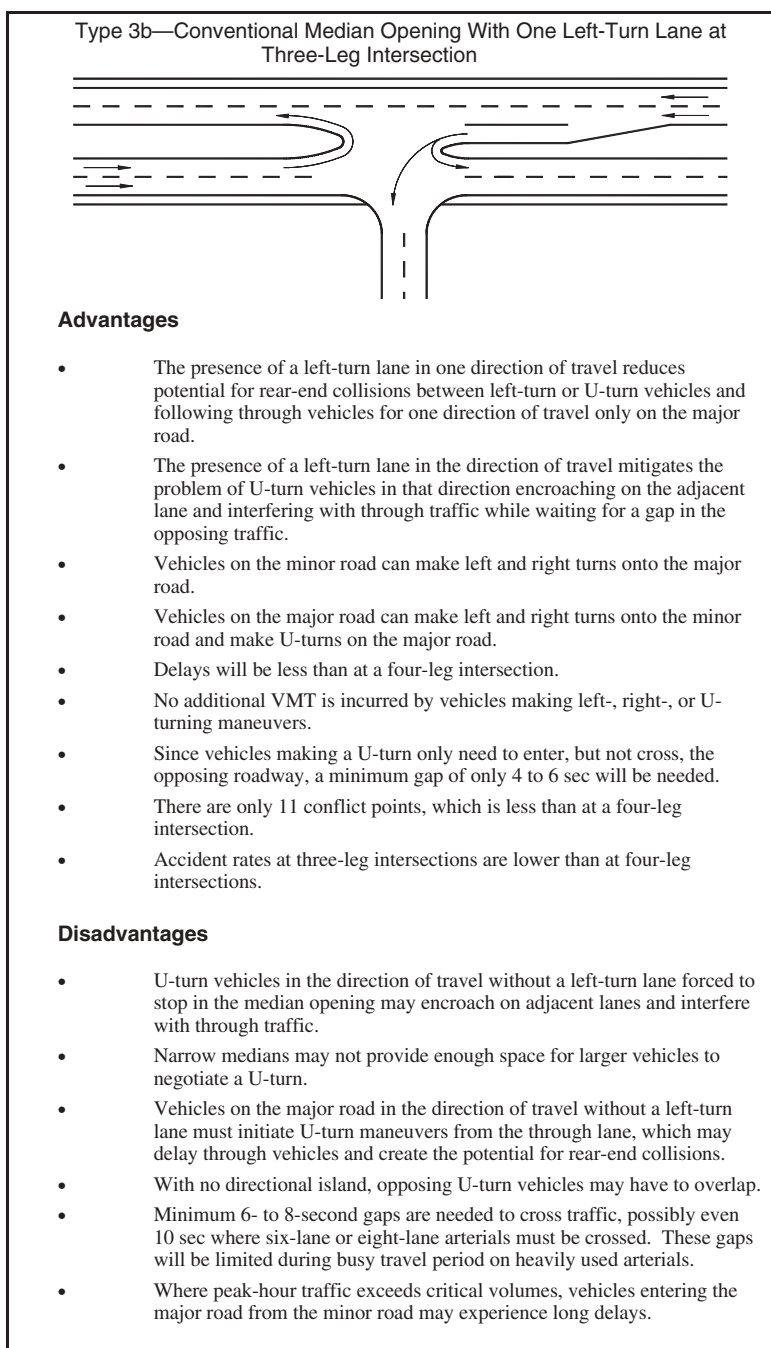 Type 3b—Conventional Median Opening With One Left-Turn Lane at
Three-Leg Intersection
Advantages
• The presence of a left-turn lane in one direction of travel reduces
potential for rear-end collisions between left-turn or U-turn vehicles and
following through vehicles for one direction of travel only on the major
road.
• The presence of a left-turn lane in the direction of travel mitigates the
problem of U-turn vehicles in that direction encroaching on the adjacent
lane and interfering with through traffic while waiting for a gap in the
opposing traffic.
• Vehicles on the minor road can make left and right turns onto the major
road.
• Vehicles on the major road can make left and right turns onto the minor
road and make U-turns on the major road.
• Delays will be less than at a four-leg intersection.
• No additional VMT is incurred by vehicles making left-, right-, or U-
turning maneuvers.
• Since vehicles making a U-turn only need to enter, but not cross, the
opposing roadway, a minimum gap of only 4 to 6 sec will be needed.
• There are only 11 conflict points, which is less than at a four-leg
intersection.
• Accident rates at three-leg intersections are lower than at four-leg
intersections.
Disadvantages
• U-turn vehicles in the direction of travel without a left-turn lane forced to
stop in the median opening may encroach on adjacent lanes and interfere
with through traffic.
• Narrow medians may not provide enough space for larger vehicles to
negotiate a U-turn.
• Vehicles on the major road in the direction of travel without a left-turn
lane must initiate U-turn maneuvers from the through lane, which may
delay through vehicles and create the potential for rear-end collisions.
• With no directional island, opposing U-turn vehicles may have to overlap.
• Minimum 6- to 8-second gaps are needed to cross traffic, possibly even
10 sec where six-lane or eight-lane arterials must be crossed. These gaps
will be limited during busy travel period on heavily used arterials.
• Where peak-hour traffic exceeds critical volumes, vehicles entering the
major road from the minor road may experience long delays.